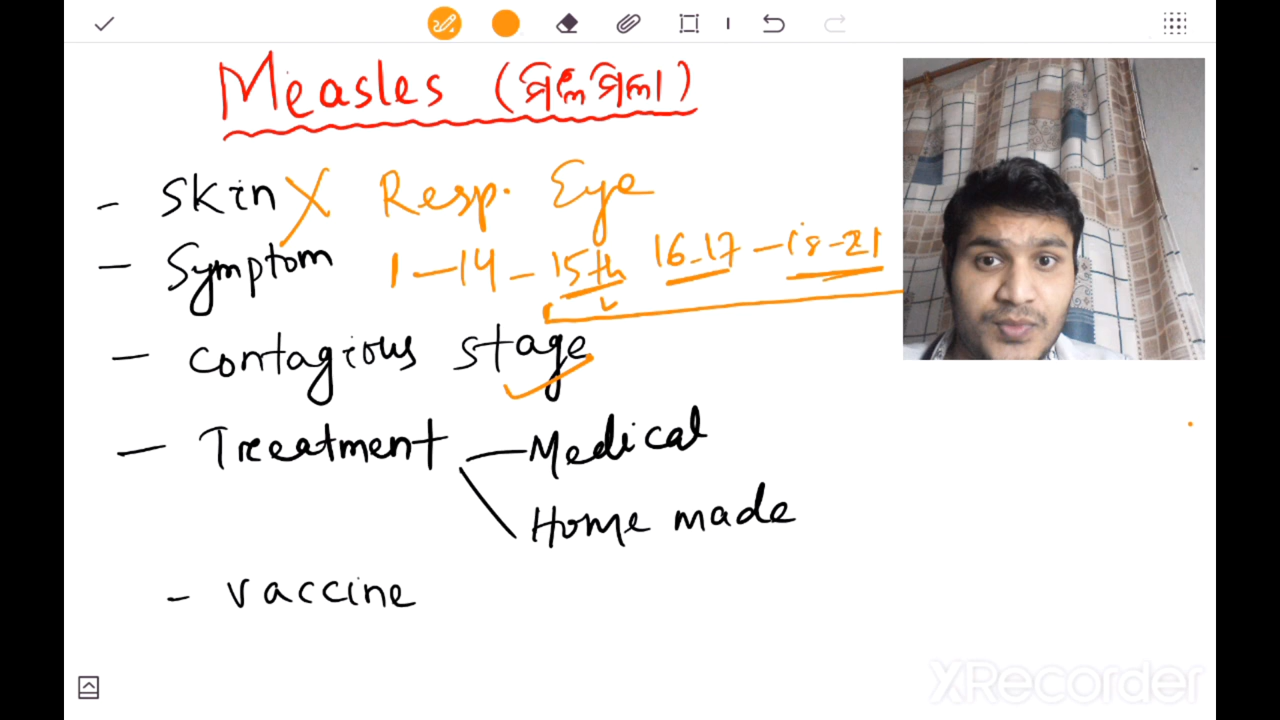 Measles (ମିଳିମିଳା)
- Skin X Resp. Eye
- Symptom 1-14-15th 16-17-18-21
- Contagious stage
- Treeatment - Medical
Home made
- vaccine
XRecorder